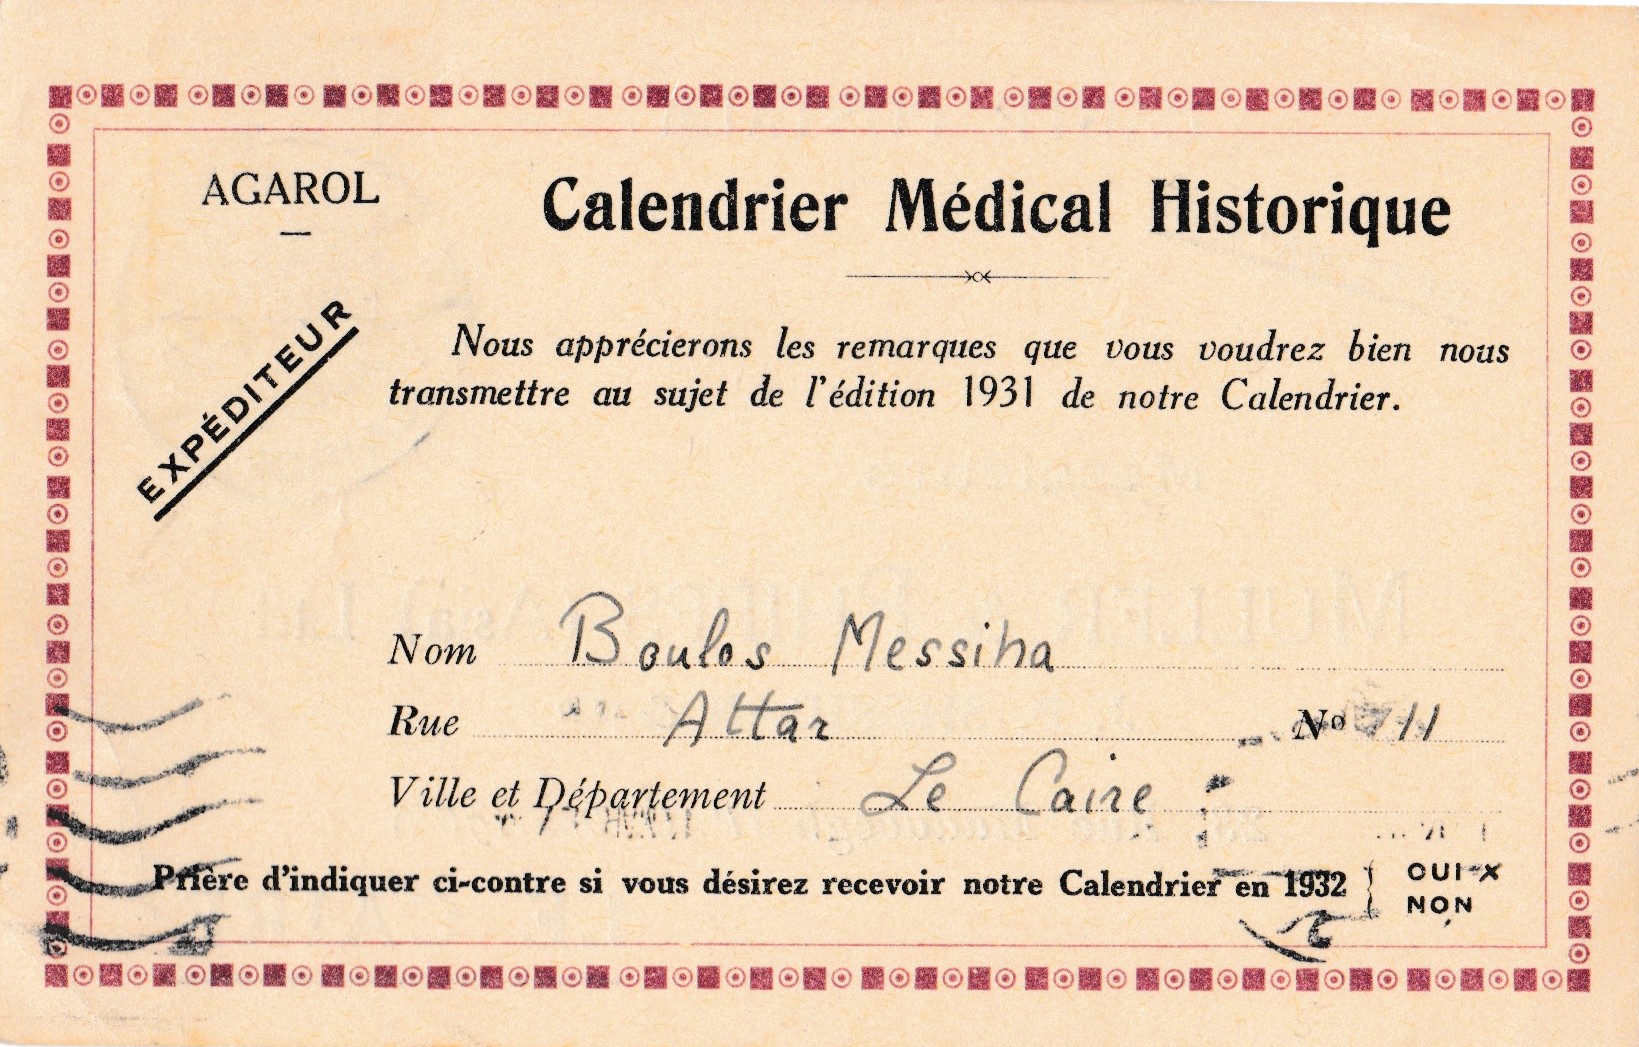 AGAROL
Calendrier Médical Historique
EXPÉDITEUR
Nous apprécierons les remarques que vous voudrez bien nous
transmettre au sujet de l'édition 1931 de notre Calendrier.
Nom Boulos Messiha
Rue Attar No 11
Ville et Département Le Caire
Prière d'indiquer ci-contre si vous désirez recevoir notre Calendrier en 1932 } OUI X
NON